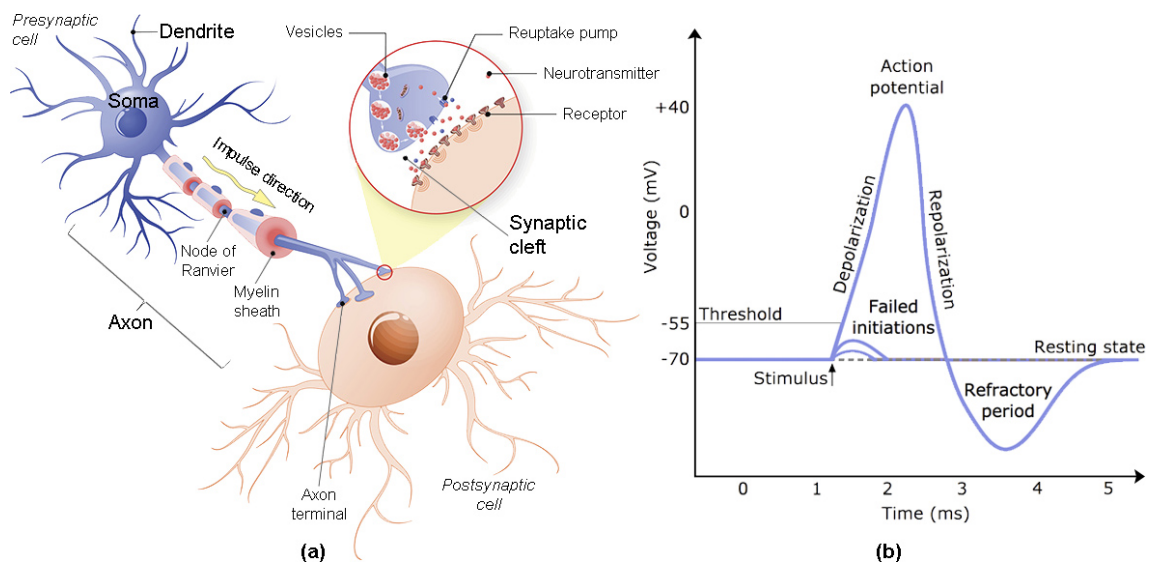 Presynaptic
cell
Dendrite
Soma
Vesicles
Reuptake pump
Neurotransmitter
Receptor
Impulse direction
Synaptic
cleft
Node of
Ranvier
Myelin
sheath
Axon
Axon
terminal
Postsynaptic
cell
(a)
Voltage (mV)
+40
0
-55
-70
Action
potential
Depolarization
Repolarization
Threshold
Failed
initiations
Stimulus
Resting state
Refractory
period
0 1 2 3 4 5
Time (ms)
(b)